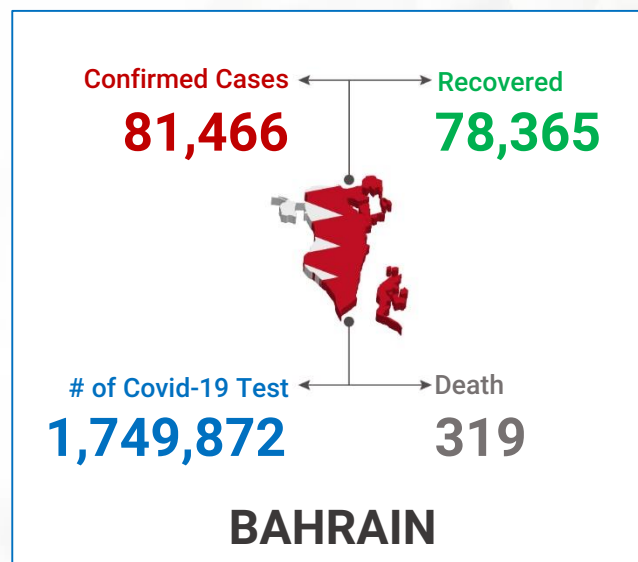 Confirmed Cases
81,466
Recovered
78,365
# of Covid-19 Test
1,749,872
Death
319
BAHRAIN